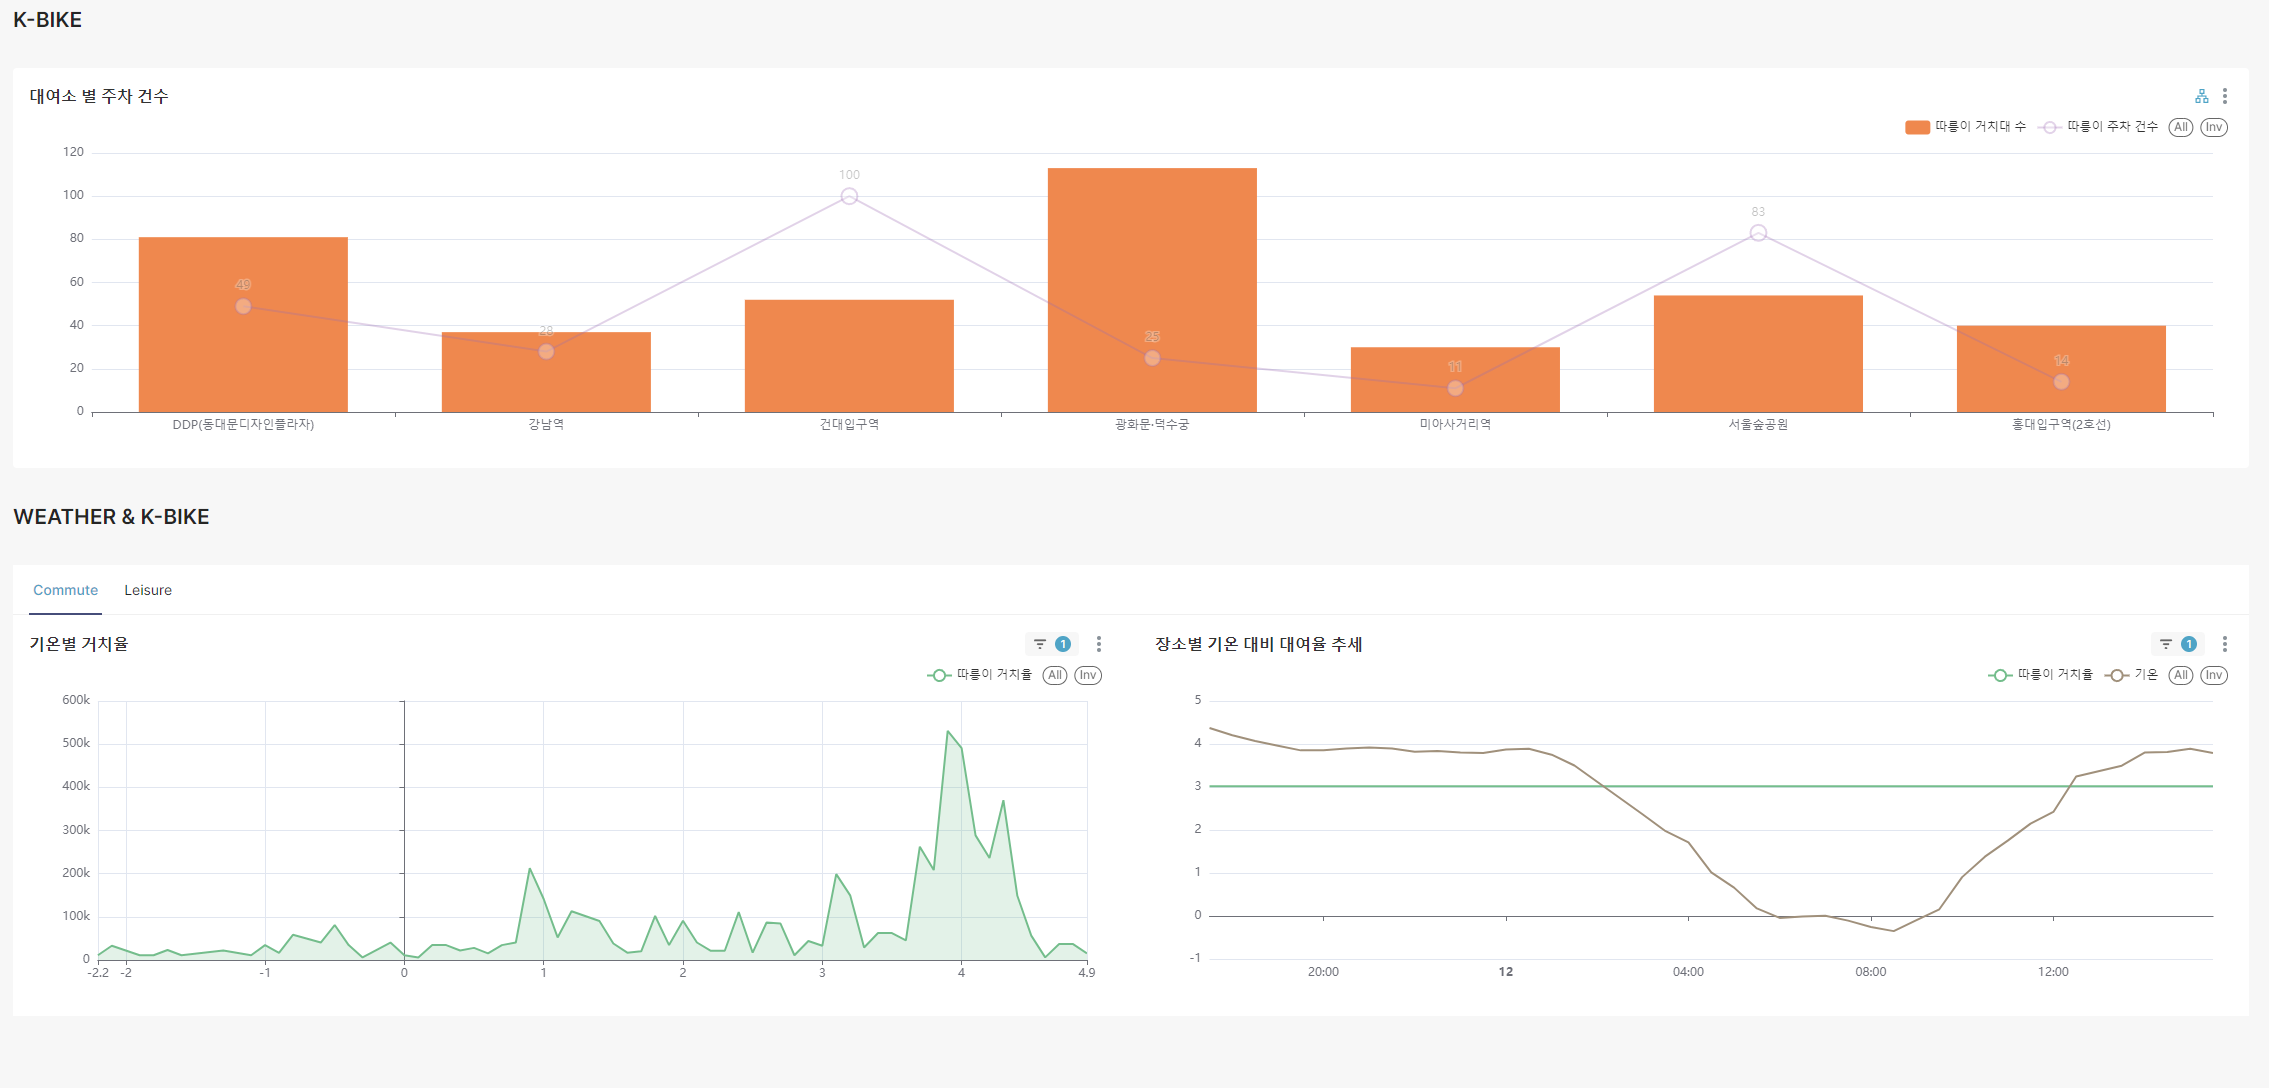 K-BIKE
대여소 별 주차 건수
따릉이 거치대 수 따릉이 주차 건수 All Inv
120
100
80
60
40
20
0
49
28
100
25
11
83
14
DDP(동대문디자인플라자) 강남역 건대입구역 광화문·덕수궁 미아사거리역 서울숲공원 홍대입구역(2호선)
WEATHER & K-BIKE
Commute Leisure
기온별 거치율
1
따릉이 거치율 All Inv
600k
500k
400k
300k
200k
100k
0
-2.2 -2 -1 0 1 2 3 4 4.9
장소별 기온 대비 대여율 추세
1
따릉이 거치율 기온 All Inv
5
4
3
2
1
0
-1
20:00 12 04:00 08:00 12:00